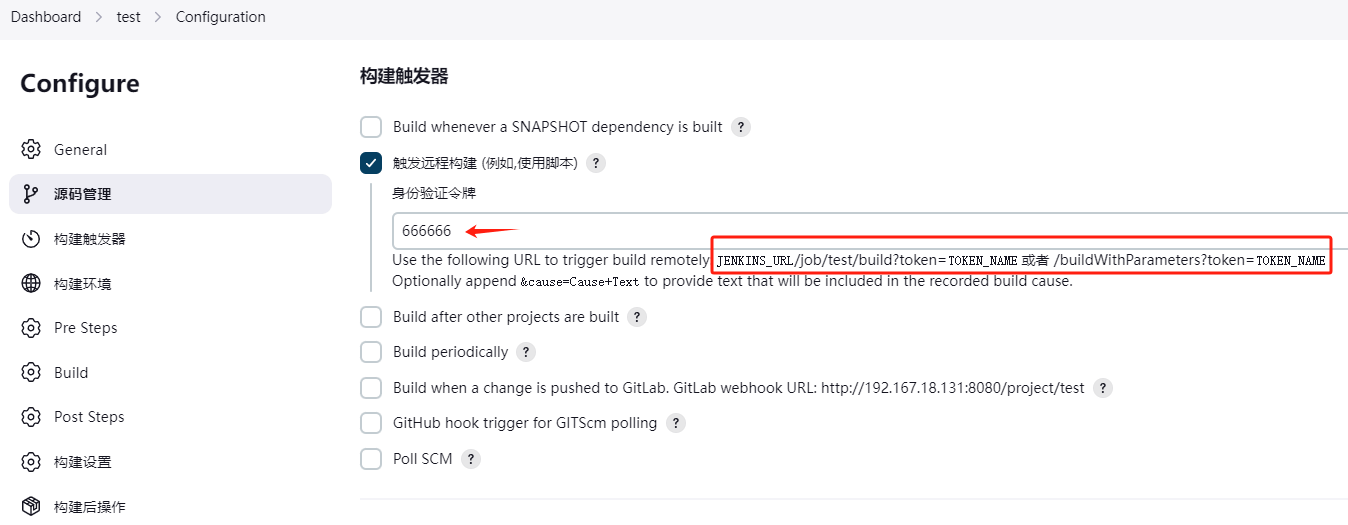 Dashboard > test > Configuration
Configure
General
源码管理
构建触发器
构建环境
Pre Steps
Build
Post Steps
构建设置
构建后操作
构建触发器
Build whenever a SNAPSHOT dependency is built ?
触发远程构建 (例如,使用脚本) ?
身份验证令牌
666666
Use the following URL to trigger build remotely: JENKINS_URL/job/test/build?token=TOKEN_NAME 或者 /buildWithParameters?token=TOKEN_NAME
Optionally append &cause=Cause+Text to provide text that will be included in the recorded build cause.
Build after other projects are built ?
Build periodically ?
Build when a change is pushed to GitLab. GitLab webhook URL: http://192.167.18.131:8080/project/test ?
GitHub hook trigger for GITScm polling ?
Poll SCM ?